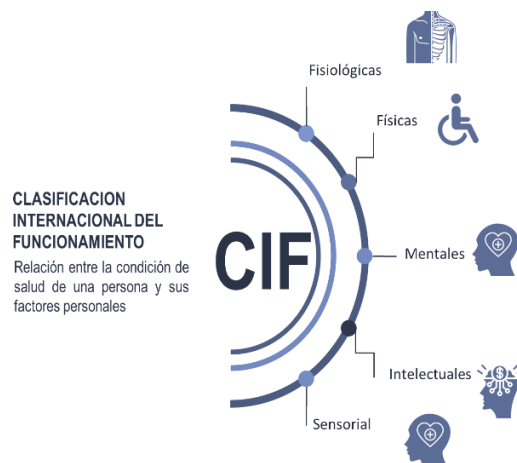 Fisiológicas
Físicas
CLASIFICACION
INTERNACIONAL DEL
FUNCIONAMIENTO
Relación entre la condición de
salud de una persona y sus
factores personales
CIF
Mentales
Intelectuales
Sensorial